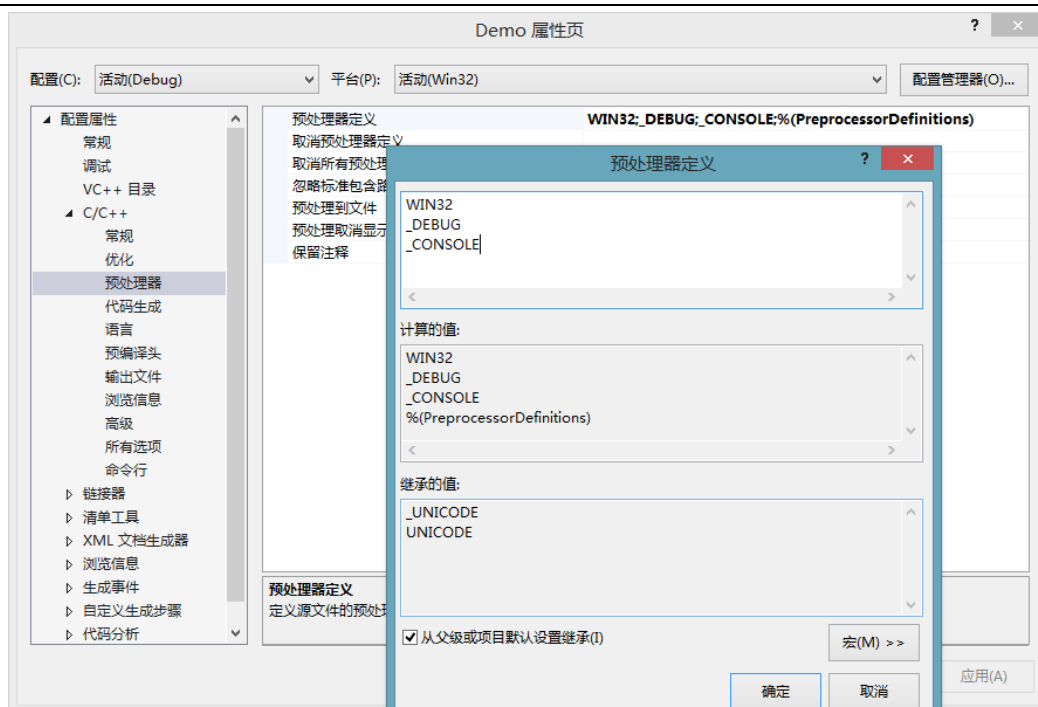 Demo 属性页
? ×
配置(C): 活动(Debug) 平台(P): 活动(Win32) 配置管理器(O)...
配置属性
常规
调试
VC++ 目录
C/C++
常规
优化
预处理器
代码生成
语言
预编译头
输出文件
浏览信息
高级
所有选项
命令行
链接器
清单工具
XML 文档生成器
浏览信息
生成事件
自定义生成步骤
代码分析
预处理器定义 WIN32;_DEBUG;_CONSOLE;%(PreprocessorDefinitions)
取消预处理器定义
取消所有预处理
忽略标准包含路
预处理到文件
预处理取消显示
保留注释
预处理器定义
定义源文件的预处理
预处理器定义
? ×
WIN32
_DEBUG
_CONSOLE
计算的值:
WIN32
_DEBUG
_CONSOLE
%(PreprocessorDefinitions)
继承的值:
_UNICODE
UNICODE
从父级或项目默认设置继承(I)
宏(M) >>
确定 取消
应用(A)